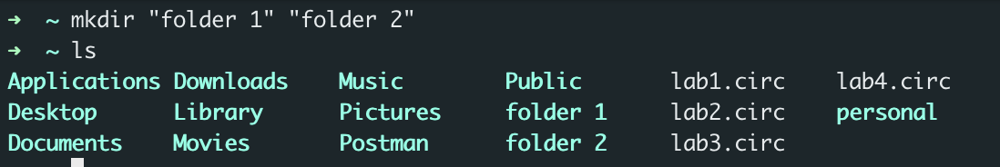 ➜ ~ mkdir "folder 1" "folder 2"
➜ ~ ls
Applications Downloads Music Public lab1.circ lab4.circ
Desktop Library Pictures folder 1 lab2.circ personal
Documents Movies Postman folder 2 lab3.circ